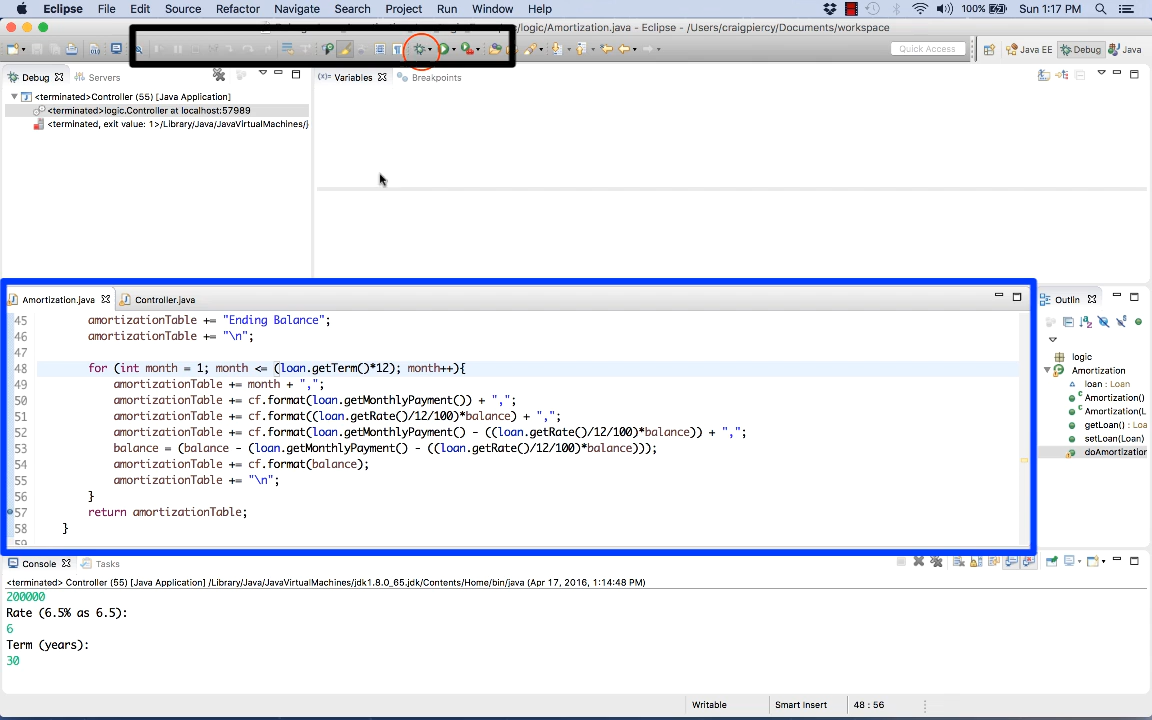 Eclipse File Edit Source Refactor Navigate Search Project Run Window Help 100% Sun 1:17 PM
/logic/Amortization.java - Eclipse - /Users/craigpiercy/Documents/workspace
Quick Access Java EE Debug Java
Debug Servers
(x)= Variables Breakpoints
<terminated>Controller (55) [Java Application]
<terminated>logic.Controller at localhost:57989
<terminated, exit value: 1>/Library/Java/JavaVirtualMachines/j
Amortization.java Controller.java
45 amortizationTable += "Ending Balance";
46 amortizationTable += "\n";
47
48 for (int month = 1; month <= (loan.getTerm()*12); month++){
49 amortizationTable += month + ",";
50 amortizationTable += cf.format(loan.getMonthlyPayment()) + ",";
51 amortizationTable += cf.format((loan.getRate()/12/100)*balance) + ",";
52 amortizationTable += cf.format(loan.getMonthlyPayment() - ((loan.getRate()/12/100)*balance)) + ",";
53 balance = (balance - (loan.getMonthlyPayment() - ((loan.getRate()/12/100)*balance)));
54 amortizationTable += cf.format(balance);
55 amortizationTable += "\n";
56 }
57 return amortizationTable;
58 }
59
Outlin
logic
Amortization
loan : Loan
Amortization()
Amortization(L
getLoan() : Loa
setLoan(Loan)
doAmortization
Console Tasks
<terminated> Controller (55) [Java Application] /Library/Java/JavaVirtualMachines/jdk1.8.0_65.jdk/Contents/Home/bin/java (Apr 17, 2016, 1:14:48 PM)
200000
Rate (6.5% as 6.5):
6
Term (years):
30
Writable Smart Insert 48 : 56